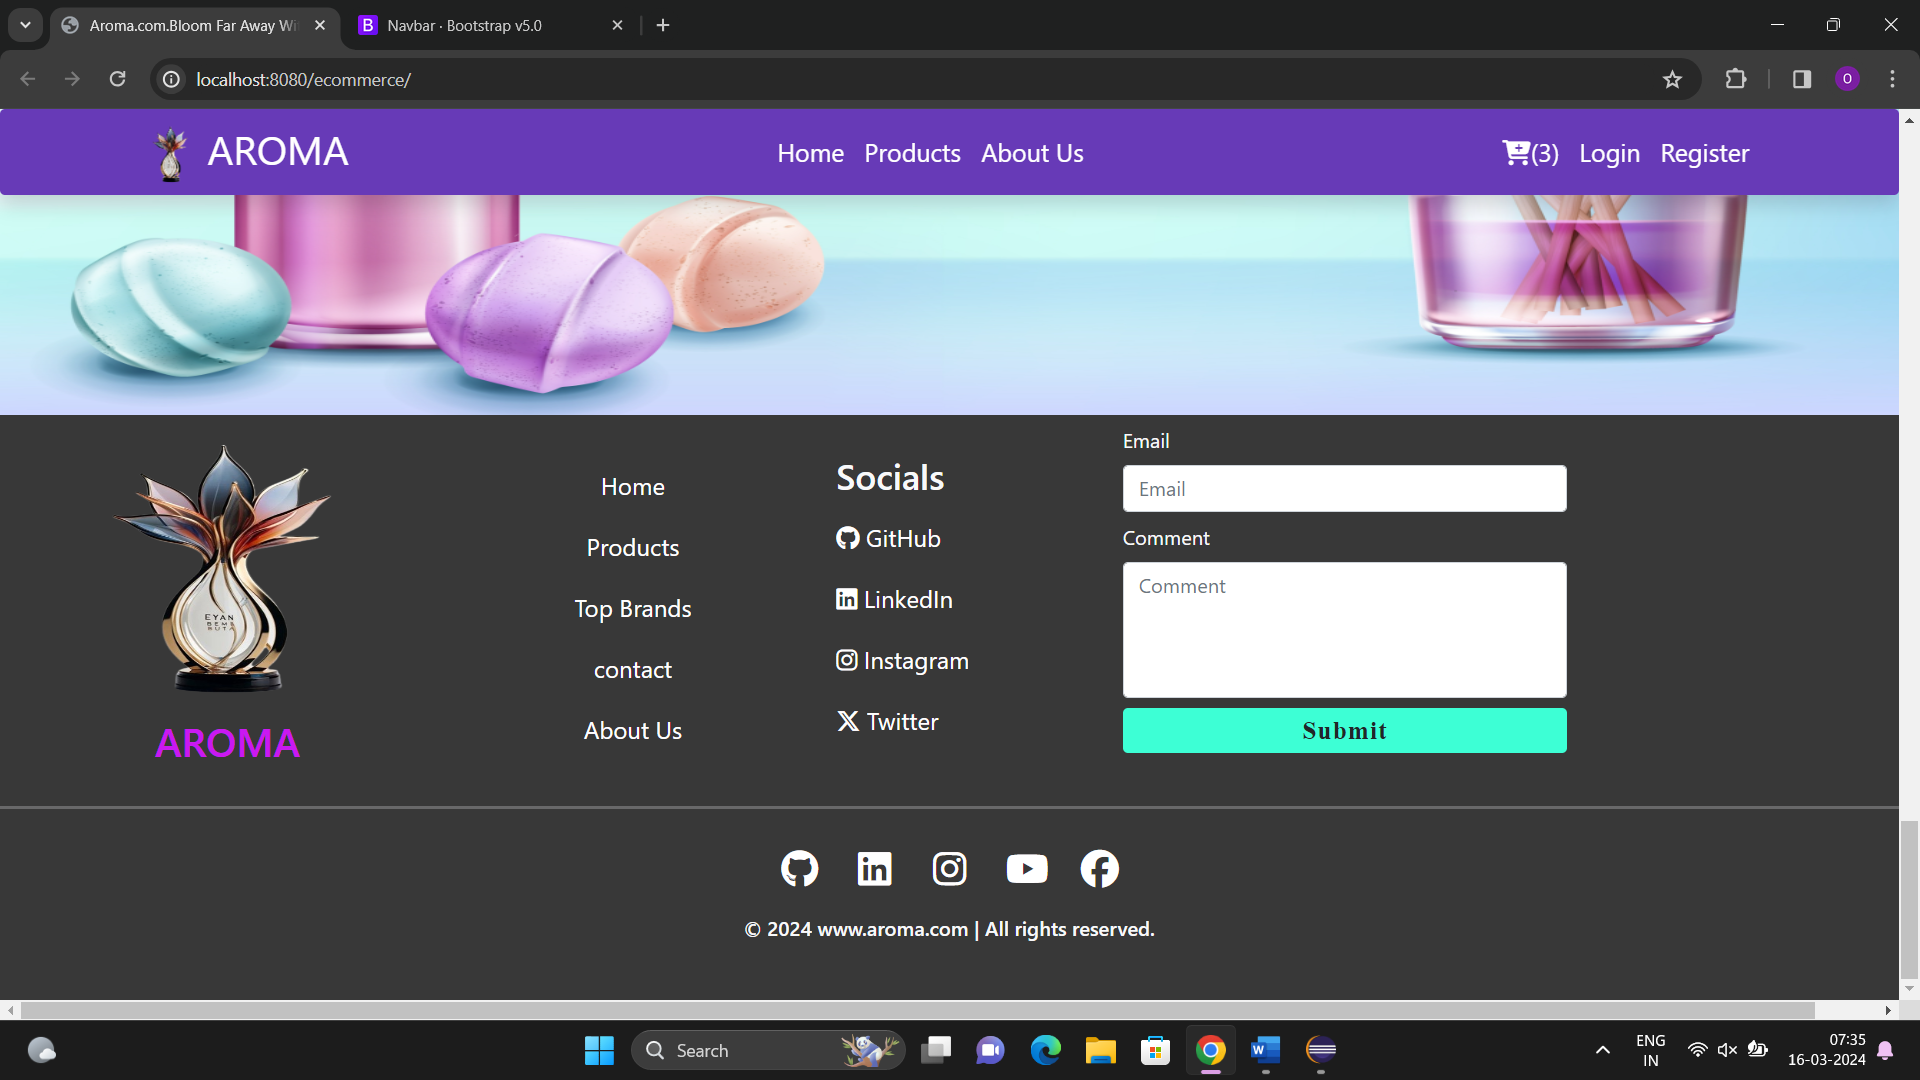 Aroma.com.Bloom Far Away Wi
Navbar · Bootstrap v5.0
localhost:8080/ecommerce/
O
AROMA
Home Products About Us
(3) Login Register
EYAN
AROMA
Home
Products
Top Brands
contact
About Us
Socials
GitHub
LinkedIn
Instagram
Twitter
Email
Email
Comment
Comment
Submit
© 2024 www.aroma.com | All rights reserved.
Search
ENG
IN
07:35
16-03-2024